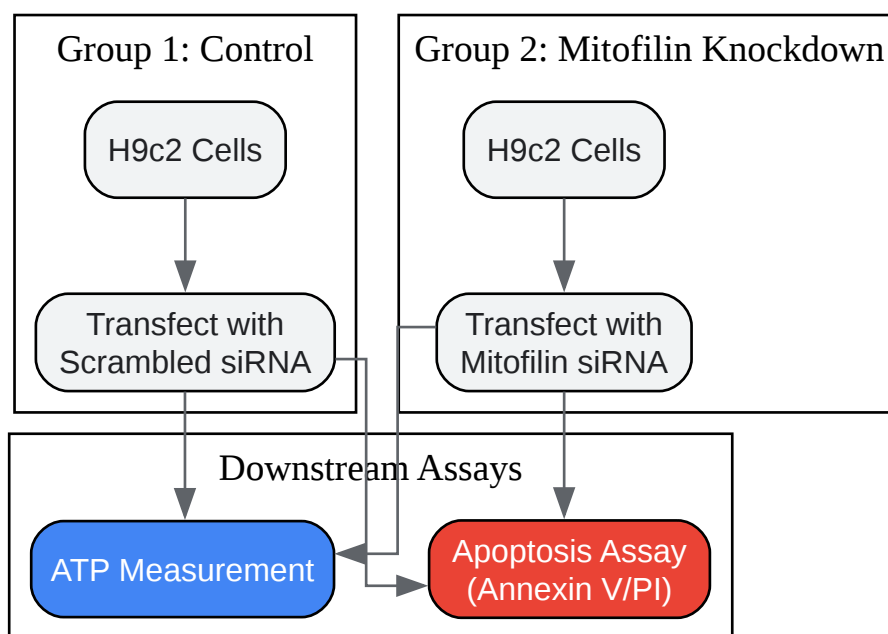 Group 1: Control
H9c2 Cells
Transfect with
Scrambled siRNA
Group 2: Mitofilin Knockdown
H9c2 Cells
Transfect with
Mitofilin siRNA
Downstream Assays
ATP Measurement
Apoptosis Assay
(Annexin V/PI)